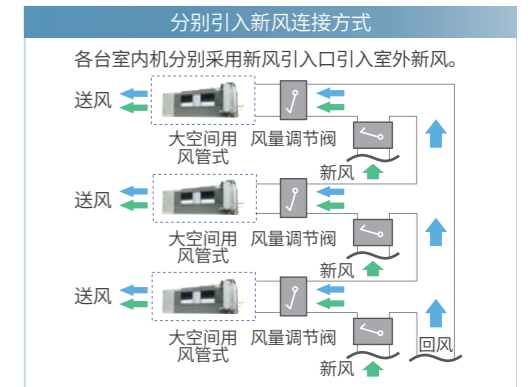 分别引入新风连接方式
各台室内机分别采用新风引入口引入室外新风。
送风
大空间用
风管式
风量调节阀
新风
送风
大空间用
风管式
风量调节阀
新风
送风
大空间用
风管式
风量调节阀
回风
新风